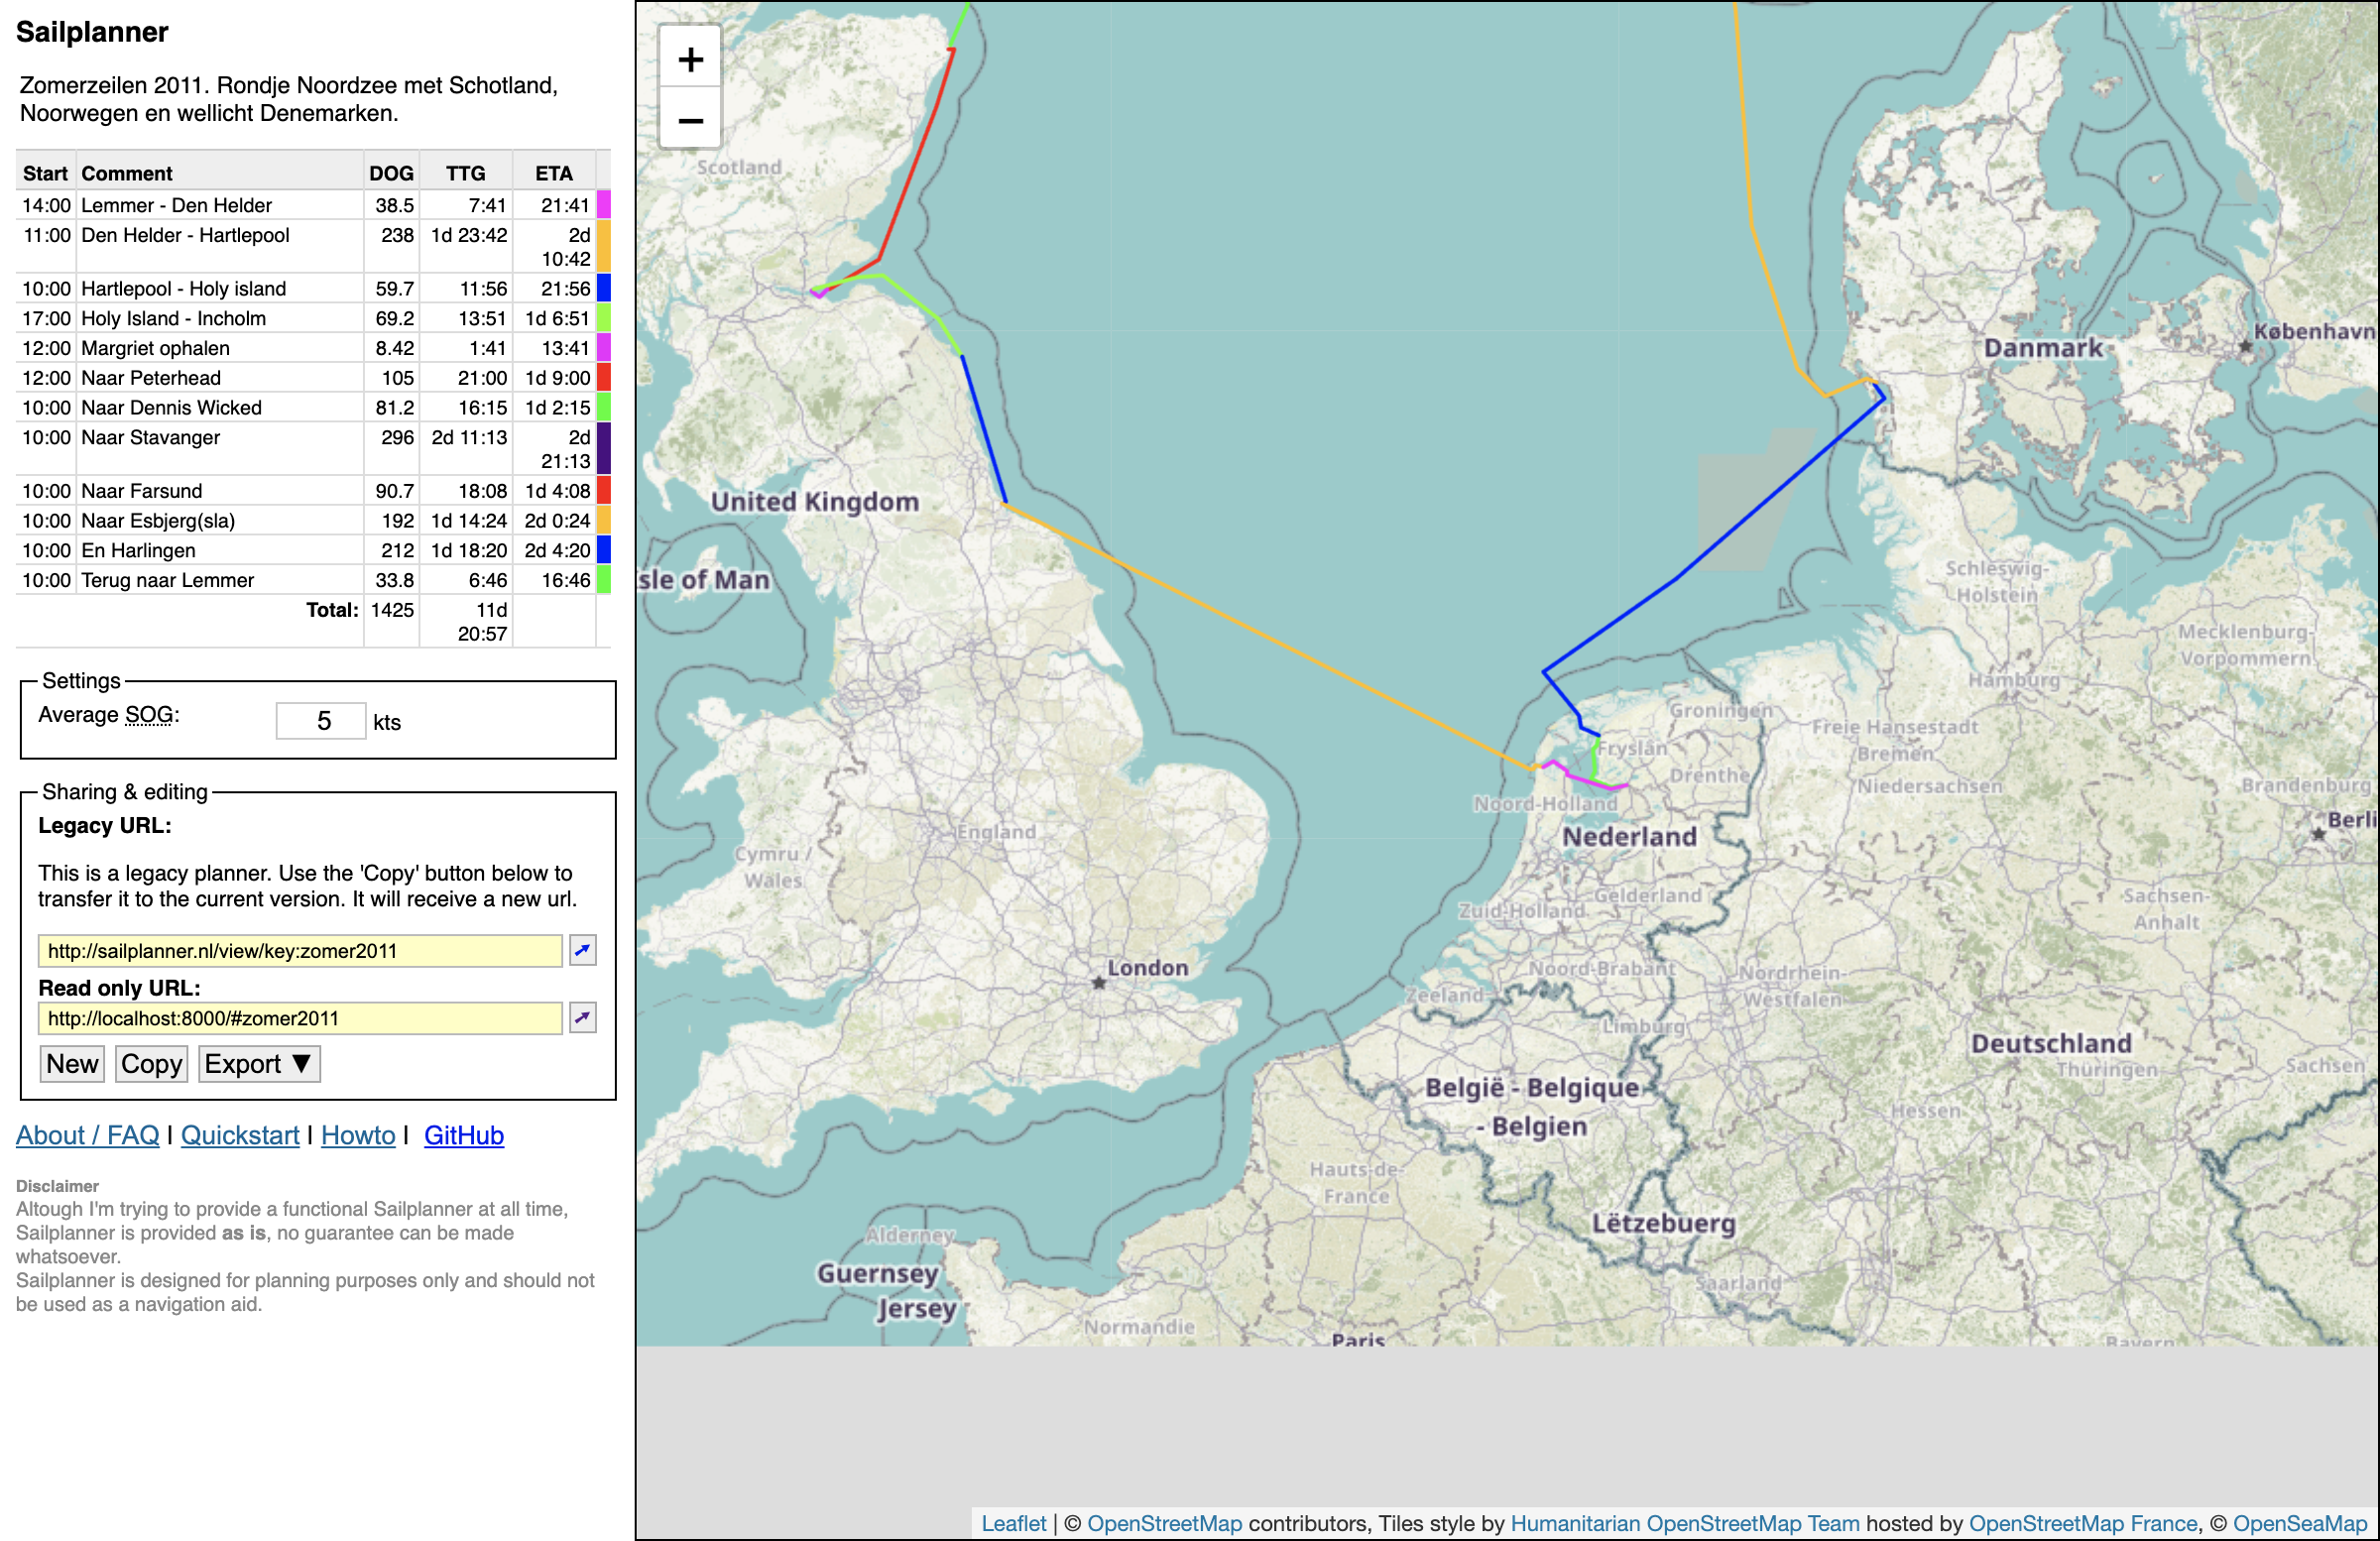 Sailplanner
Zomerzeilen 2011. Rondje Noordzee met Schotland,
Noorwegen en wellicht Denemarken.
Start Comment DOG TTG ETA
14:00 Lemmer - Den Helder 38.5 7:41 21:41
11:00 Den Helder - Hartlepool 238 1d 23:42 2d
10:42
10:00 Hartlepool - Holy island 59.7 11:56 21:56
17:00 Holy Island - Incholm 69.2 13:51 1d 6:51
12:00 Margriet ophalen 8.42 1:41 13:41
12:00 Naar Peterhead 105 21:00 1d 9:00
10:00 Naar Dennis Wicked 81.2 16:15 1d 2:15
10:00 Naar Stavanger 296 2d 11:13 2d
21:13
10:00 Naar Farsund 90.7 18:08 1d 4:08
10:00 Naar Esbjerg(sla) 192 1d 14:24 2d 0:24
10:00 En Harlingen 212 1d 18:20 2d 4:20
10:00 Terug naar Lemmer 33.8 6:46 16:46
Total: 1425 11d
20:57
Settings
Average SOG: 5 kts
Sharing & editing
Legacy URL:
This is a legacy planner. Use the 'Copy' button below to
transfer it to the current version. It will receive a new url.
http://sailplanner.nl/view/key:zomer2011
Read only URL:
http://localhost:8000/#zomer2011
New Copy Export ▼
About / FAQ | Quickstart | Howto | GitHub
Disclaimer
Altough I'm trying to provide a functional Sailplanner at all time,
Sailplanner is provided as is, no guarantee can be made
whatsoever.
Sailplanner is designed for planning purposes only and should not
be used as a navigation aid.
+
−
Scotland
København
Danmark
United Kingdom
sle of Man
Schleswig-
Holstein
Mecklenburg-
Vorpommern
Hamburg
Groningen
Freie Hansestadt
Bremen
Fryslân
Drenthe
Niedersachsen
Brandenburg
Noord-Holland
Berli
England
Nederland
Cymru /
Wales
Gelderland
Sachsen-
Anhalt
Zuid-Holland
London
Noord-Brabant
Nordrhein-
Westfalen
Zeeland
Limburg
Deutschland
Thüringen
Sachsen
België - Belgique
- Belgien
Hessen
Hauts-de-
France
Lëtzebuerg
Alderney
Guernsey
Jersey
Saarland
Normandie
Paris
Bayern
Leaflet | © OpenStreetMap contributors, Tiles style by Humanitarian OpenStreetMap Team hosted by OpenStreetMap France, © OpenSeaMap